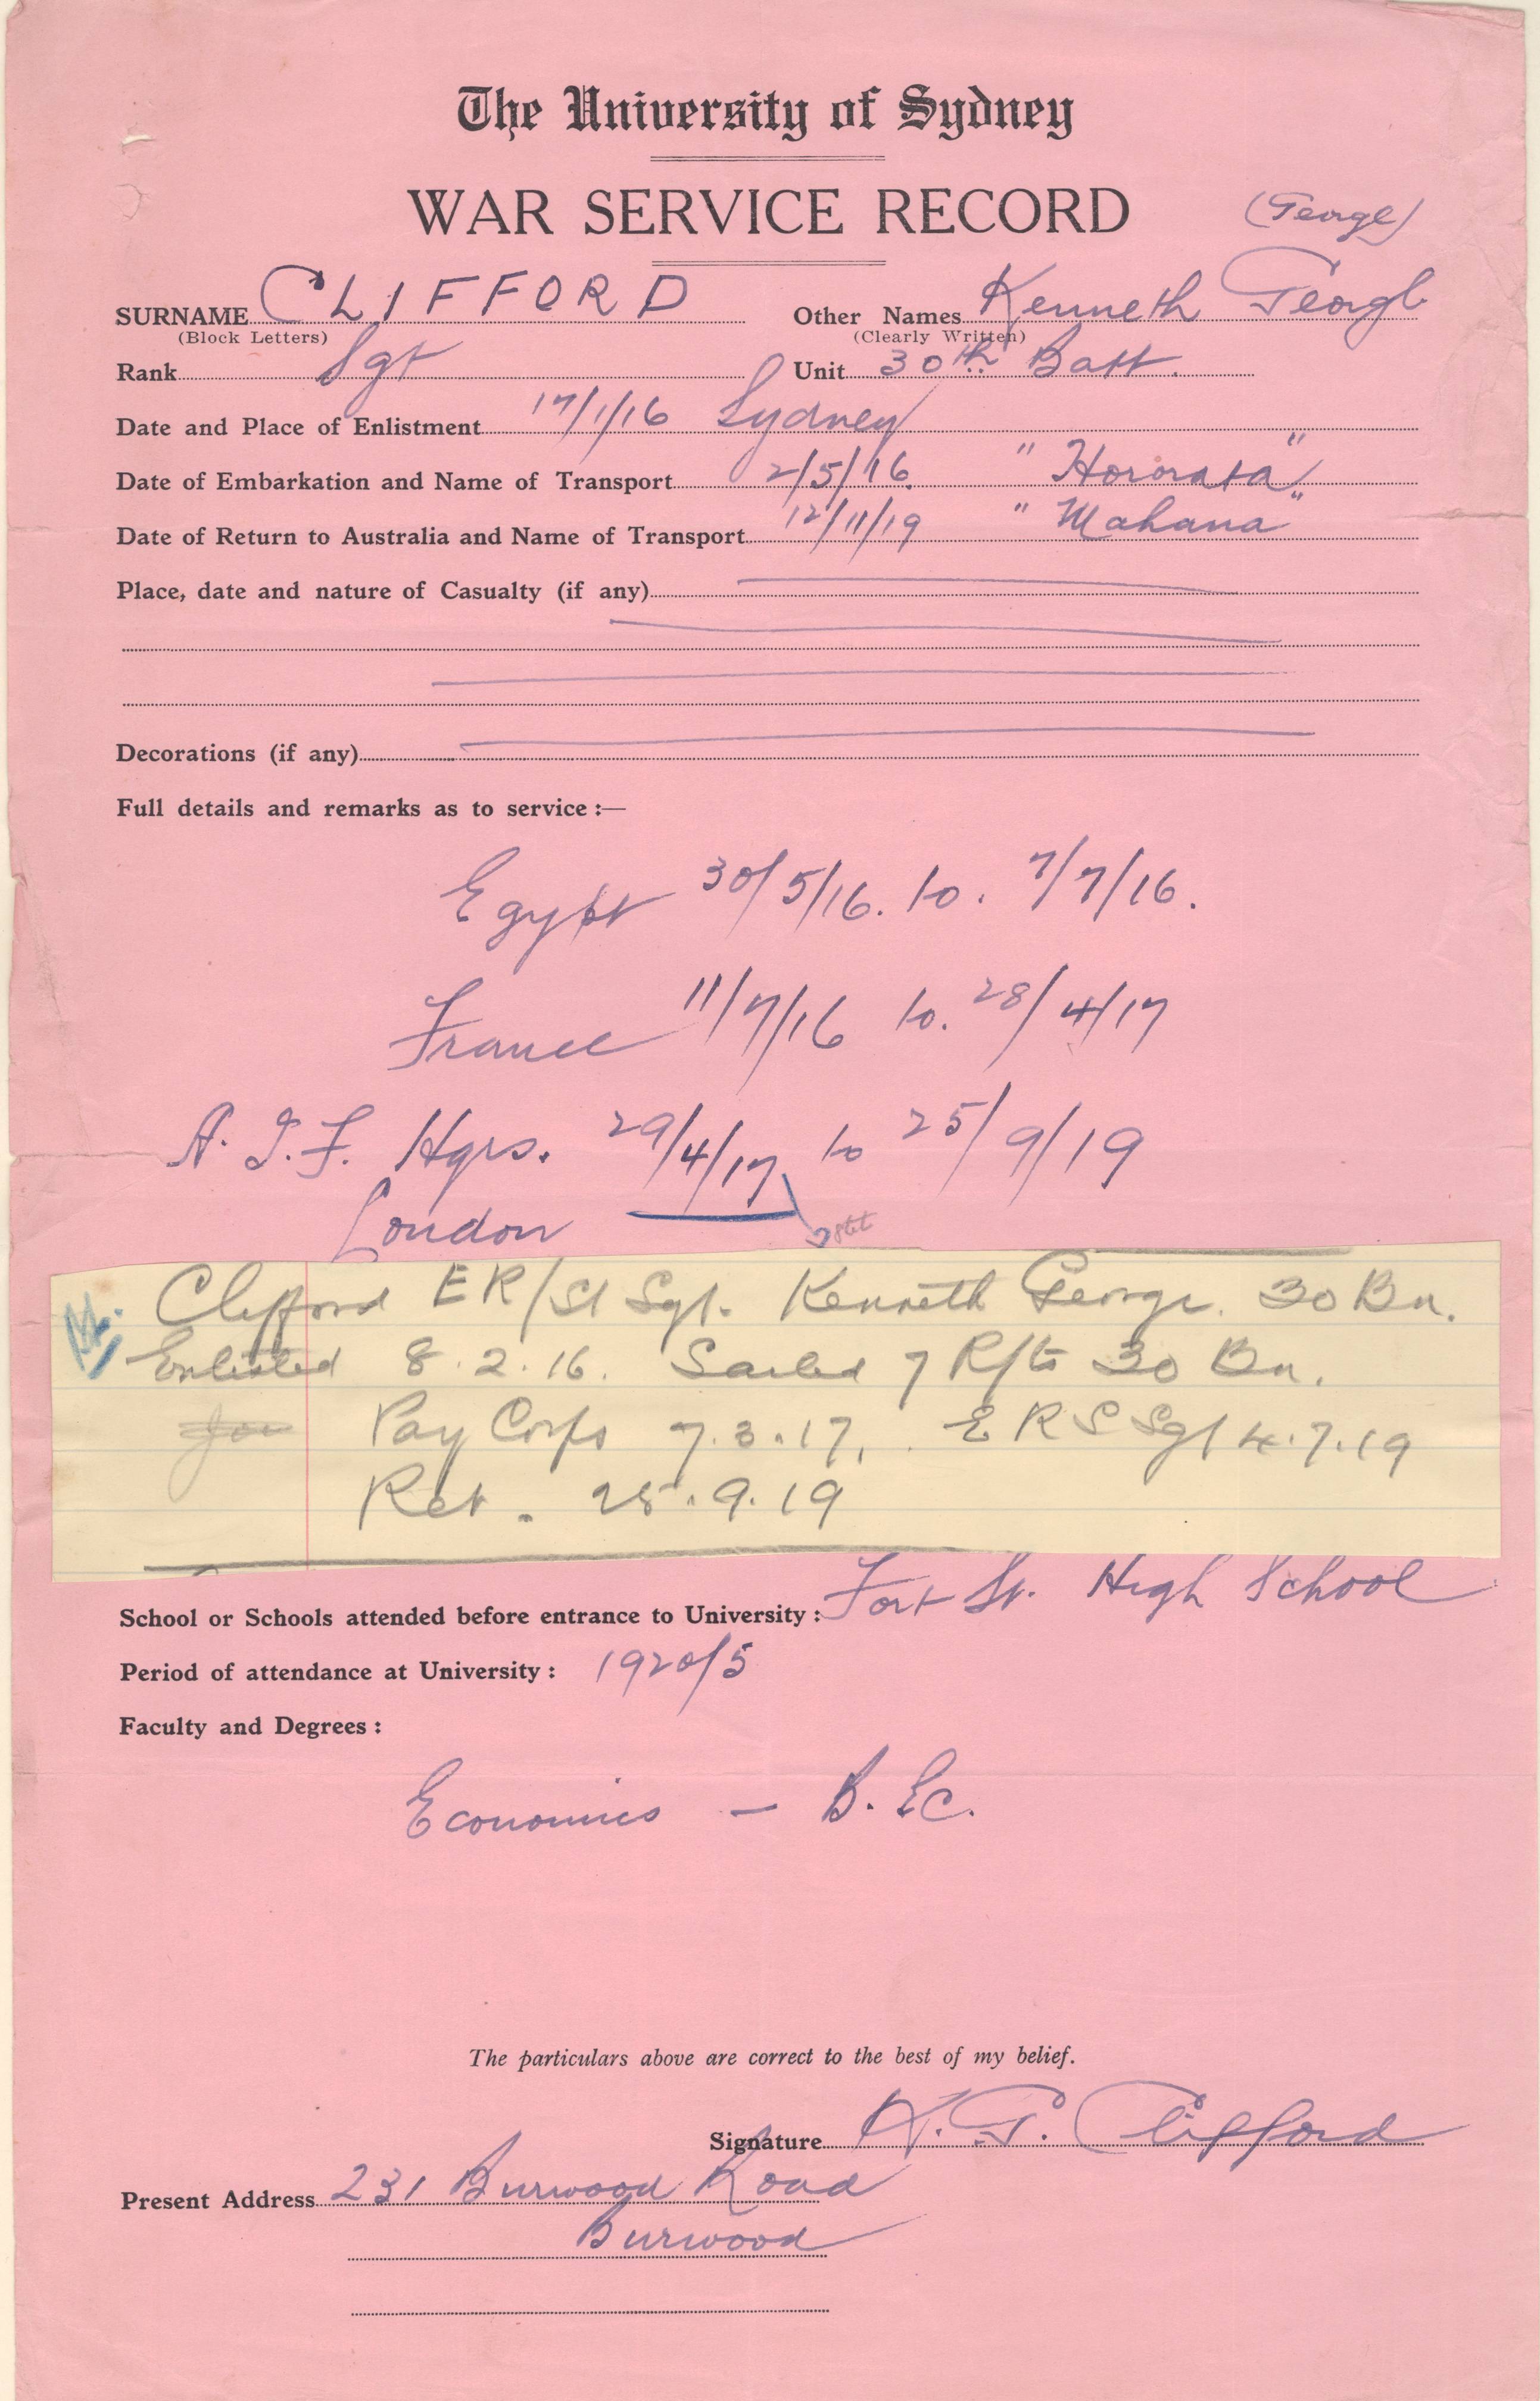 The University of Sydney
WAR SERVICE RECORD
(George)
SURNAME CLIFFORD Other Names Kenneth George
(Block Letters) (Clearly Written)
Rank Sgt Unit 30th Batt.
Date and Place of Enlistment 17/1/16 Sydney
Date of Embarkation and Name of Transport 2/5/16. "Hororata"
Date of Return to Australia and Name of Transport 12/11/19 "Mahana"
Place, date and nature of Casualty (if any)
Decorations (if any)
Full details and remarks as to service :—
Egypt 30/5/16. to. 7/7/16.
France 11/7/16 to. 28/4/17
A. I. F. Hqrs. 29/4/17 to 25/9/19
London
Clifford ER/St Sgt. Kenneth George. 30 Bn.
Enlisted 8.2.16. Sailed 7 Rfts 30 Bn.
Pay Corps 7.3.17. E R S Sgt 4.7.19
Ret. 25.9.19
School or Schools attended before entrance to University : Fort St. High School
Period of attendance at University : 1920/5
Faculty and Degrees :
Economics — B. Ec.
The particulars above are correct to the best of my belief.
Signature K. G. Clifford
Present Address 231 Burwood Road
Burwood